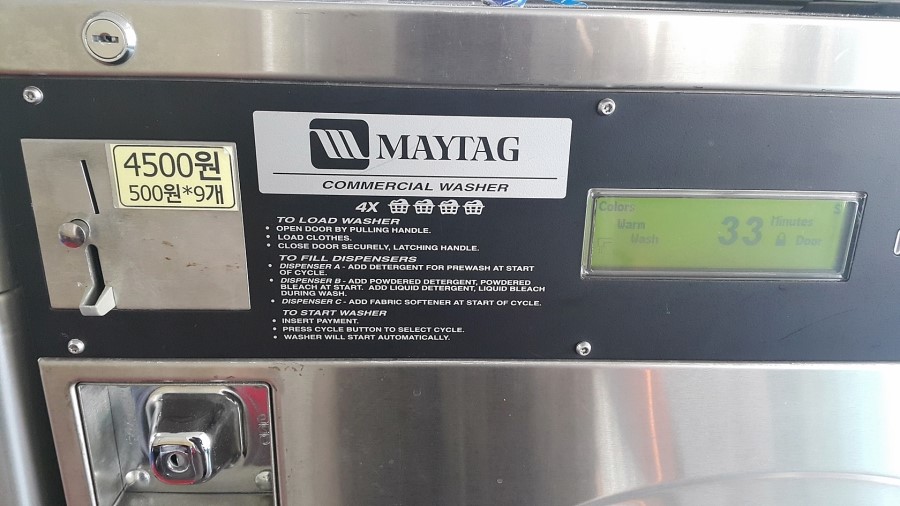 4500원
500원*9개
MAYTAG
COMMERCIAL WASHER
4X
TO LOAD WASHER
• OPEN DOOR BY PULLING HANDLE.
• LOAD CLOTHES.
• CLOSE DOOR SECURELY, LATCHING HANDLE.
TO FILL DISPENSERS
• DISPENSER A - ADD DETERGENT FOR PREWASH AT START
OF CYCLE.
• DISPENSER B - ADD POWDERED DETERGENT, POWDERED
BLEACH AT START. ADD LIQUID DETERGENT, LIQUID BLEACH
DURING WASH.
• DISPENSER C - ADD FABRIC SOFTENER AT START OF CYCLE.
TO START WASHER
• INSERT PAYMENT.
• PRESS CYCLE BUTTON TO SELECT CYCLE.
• WASHER WILL START AUTOMATICALLY.
Colors
Warm
Wash
33 Minutes
Door